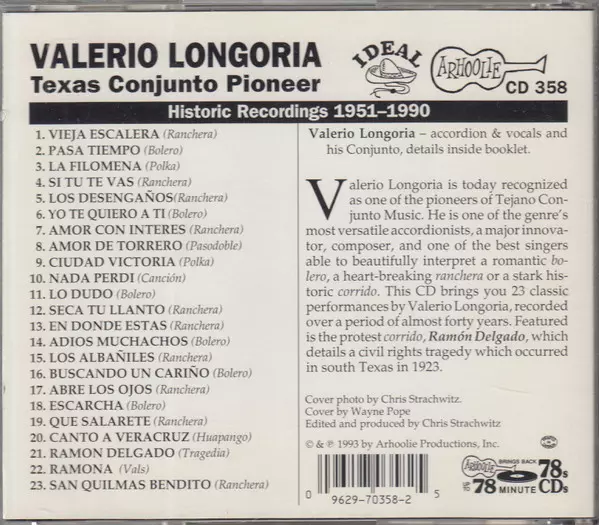 VALERIO LONGORIA
Texas Conjunto Pioneer
IDEAL
ARHOOLIE
CD 358
Historic Recordings 1951–1990
1. VIEJA ESCALERA (Ranchera)
2. PASA TIEMPO (Bolero)
3. LA FILOMENA (Polka)
4. SI TU TE VAS (Ranchera)
5. LOS DESENGAÑOS(Ranchera)
6. YO TE QUIERO A TI (Bolero)
7. AMOR CON INTERES (Ranchera)
8. AMOR DE TORRERO (Pasodoble)
9. CIUDAD VICTORIA (Polka)
10. NADA PERDI (Canción)
11. LO DUDO (Bolero)
12. SECA TU LLANTO (Ranchera)
13. EN DONDE ESTAS (Ranchera)
14. ADIOS MUCHACHOS (Bolero)
15. LOS ALBAÑILES (Ranchera)
16. BUSCANDO UN CARIÑO (Bolero)
17. ABRE LOS OJOS (Ranchera)
18. ESCARCHA (Bolero)
19. QUE SALARETE (Ranchera)
20. CANTO A VERACRUZ (Huapango)
21. RAMON DELGADO (Tragedia)
22. RAMONA (Vals)
23. SAN QUILMAS BENDITO (Ranchera)
Valerio Longoria – accordion & vocals and
his Conjunto, details inside booklet.
Valerio Longoria is today recognized
as one of the pioneers of Tejano Con-
junto Music. He is one of the genre's
most versatile accordionists, a major innova-
tor, composer, and one of the best singers
able to beautifully interpret a romantic bo-
lero, a heart-breaking ranchera or a stark his-
toric corrido. This CD brings you 23 classic
performances by Valerio Longoria, recorded
over a period of almost forty years. Featured
is the protest corrido, Ramón Delgado, which
details a civil rights tragedy which occurred
in south Texas in 1923.
Cover photo by Chris Strachwitz.
Cover by Wayne Pope
Edited and produced by Chris Strachwitz
© & ℗ 1993 by Arhoolie Productions, Inc.
0 9629-70358-2 5
ARHOOLIE BRINGS BACK 78s
78 MINUTE CDs